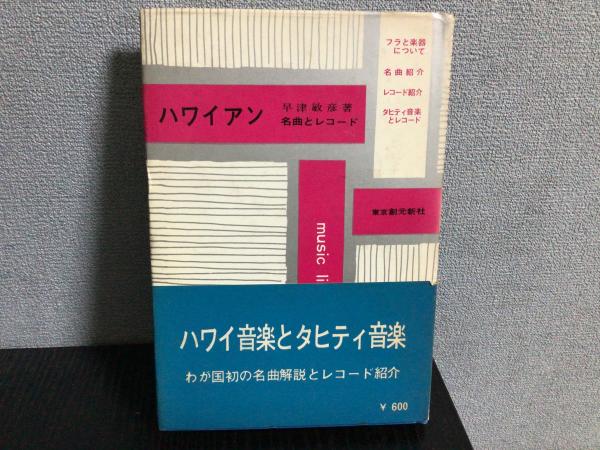 フラと楽器
について
名曲紹介
レコード紹介
タヒティ音楽
とレコード
ハワイアン
早津敏彦著
名曲とレコード
東京創元新社
music li
ハワイ音楽とタヒティ音楽
わが国初の名曲解説とレコード紹介
¥ 600